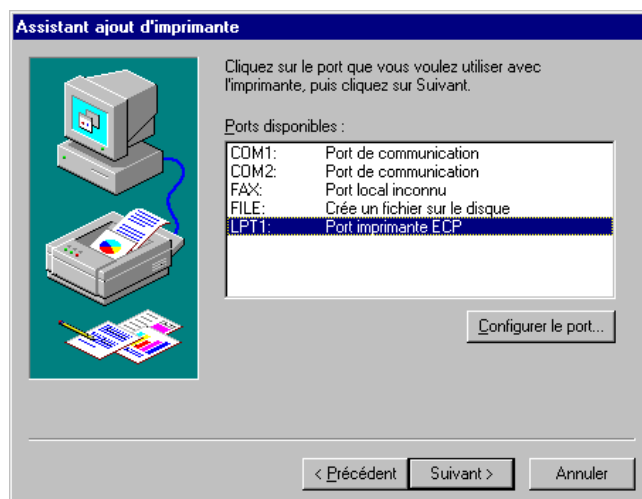 Assistant ajout d'imprimante
Cliquez sur le port que vous voulez utiliser avec
l'imprimante, puis cliquez sur Suivant.
Ports disponibles :
COM1: Port de communication
COM2: Port de communication
FAX: Port local inconnu
FILE: Crée un fichier sur le disque
LPT1: Port imprimante ECP
Configurer le port...
< Précédent Suivant > Annuler